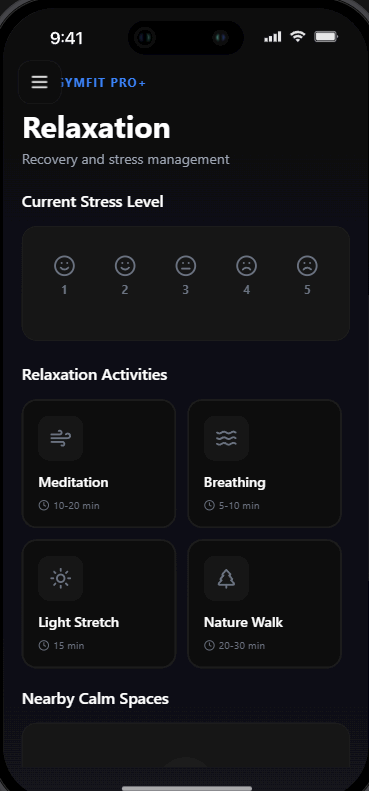 9:41
GYMFIT PRO+
Relaxation
Recovery and stress management
Current Stress Level
1 2 3 4 5
Relaxation Activities
Meditation
10-20 min
Breathing
5-10 min
Light Stretch
15 min
Nature Walk
20-30 min
Nearby Calm Spaces